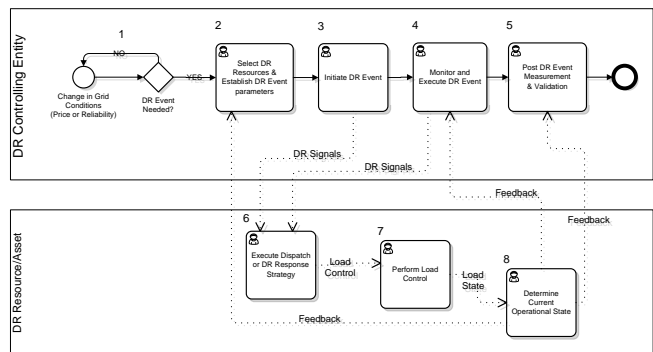 DR Controlling Entity
1
2
3
4
5
NO
YES
Change in Grid
Conditions
(Price or Reliability)
DR Event
Needed?
Select DR
Resources &
Establish DR Event
parameters
Initiate DR Event
Monitor and
Execute DR Event
Post DR Event
Measurement
& Validation
DR Signals
DR Signals
Feedback
Feedback
DR Resource/Asset
6
7
8
Execute Dispatch
or DR Response
Strategy
Load
Control
Perform Load
Control
Load
State
Determine
Current
Operational State
Feedback